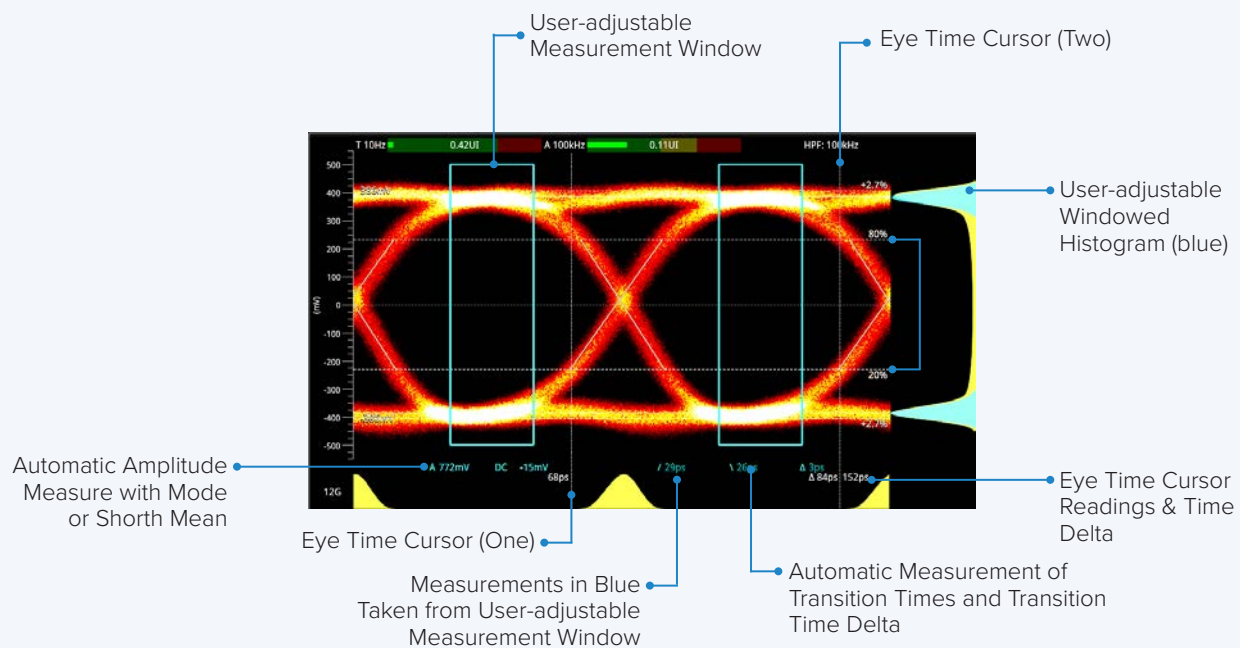 User-adjustable
Measurement Window
Eye Time Cursor (Two)
T 10Hz 0.42UI A 100kHz 0.11UI HPF: 100kHz
500
400
300
200
100
0
-100
-200
-300
-400
-500
(mV)
+2.7%
80%
20%
+2.7%
User-adjustable
Windowed
Histogram (blue)
A 772mV DC +15mV / 29ps \ 26ps Δ 3ps
68ps Δ 84ps 152ps
12G
Automatic Amplitude
Measure with Mode
or Shorth Mean
Eye Time Cursor (One)
Measurements in Blue
Taken from User-adjustable
Measurement Window
Automatic Measurement of
Transition Times and Transition
Time Delta
Eye Time Cursor
Readings & Time
Delta